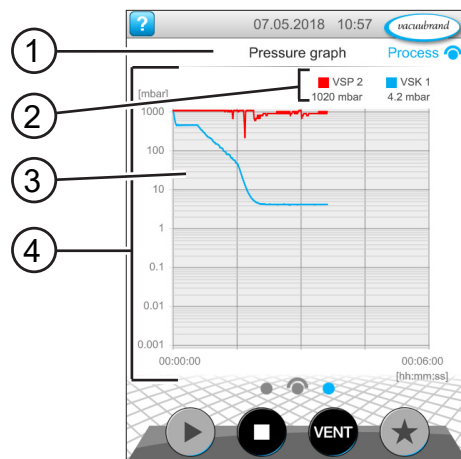 ? 07.05.2018 10:57 vacuubrand
1 Pressure graph Process
2 VSP 2 VSK 1
1020 mbar 4.2 mbar
[mbar]
1000
100
3
10
4
1
0.1
0.01
0.001
00:00:00 00:06:00
[hh:mm:ss]
VENT